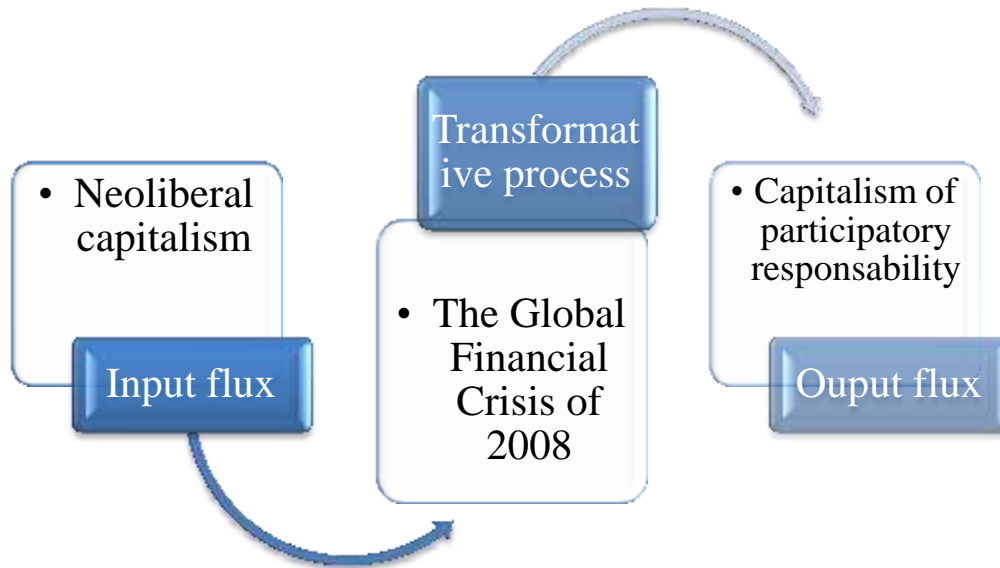 • Neoliberal
capitalism
Input flux
Transformat
ive process
• The Global
Financial
Crisis of
2008
• Capitalism of
participatory
responsability
Ouput flux